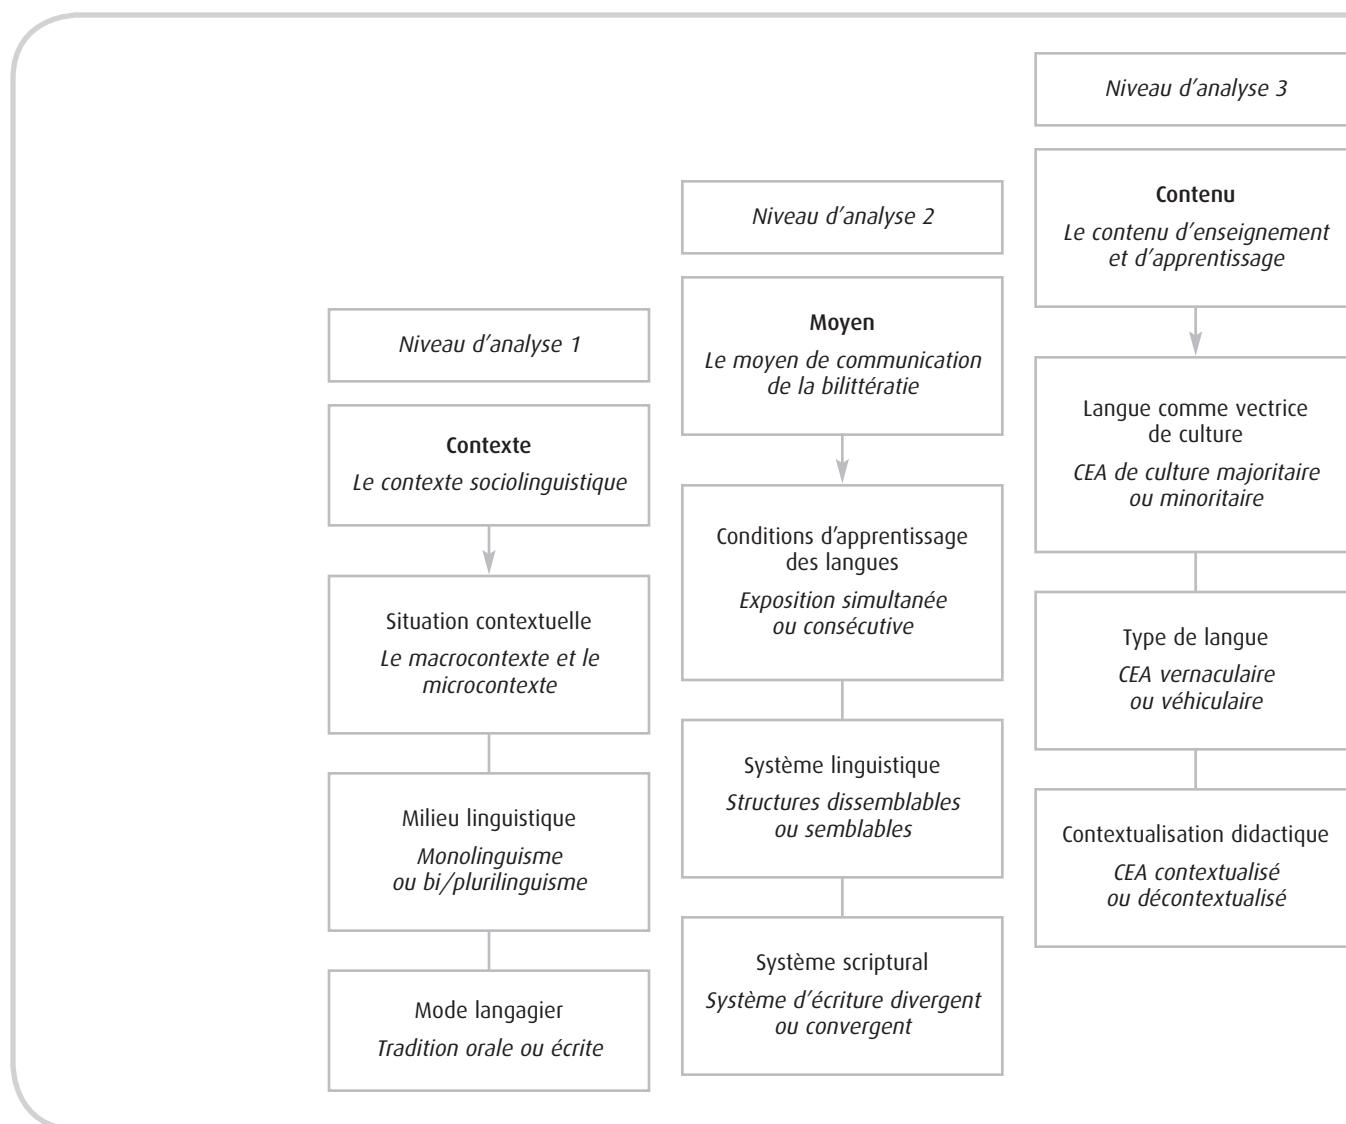 Niveau d'analyse 1
Contexte
Le contexte sociolinguistique
Situation contextuelle
Le macrocontexte et le
microcontexte
Milieu linguistique
Monolinguisme
ou bi/plurilinguisme
Mode langagier
Tradition orale ou écrite
Niveau d'analyse 2
Moyen
Le moyen de communication
de la bilittératie
Conditions d'apprentissage
des langues
Exposition simultanée
ou consécutive
Système linguistique
Structures dissemblables
ou semblables
Système scriptural
Système d'écriture divergent
ou convergent
Niveau d'analyse 3
Contenu
Le contenu d'enseignement
et d'apprentissage
Langue comme vectrice
de culture
CEA de culture majoritaire
ou minoritaire
Type de langue
CEA vernaculaire
ou véhiculaire
Contextualisation didactique
CEA contextualisé
ou décontextualisé